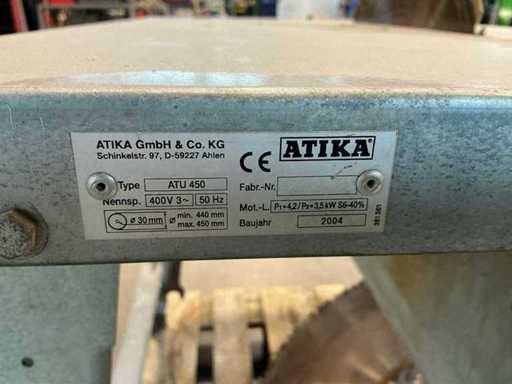 ATIKA GmbH & Co. KG
Schinkelstr. 97, D-59227 Ahlen
CE
ATIKA®
Type ATU 450
Fabr.-Nr.
Nennsp. 400V 3~ 50 Hz
Mot.-L. P1=4,2/P2=3,5kW S6-40%
ø 30 mm ø min. 440 mm
max. 450 mm
Baujahr 2004